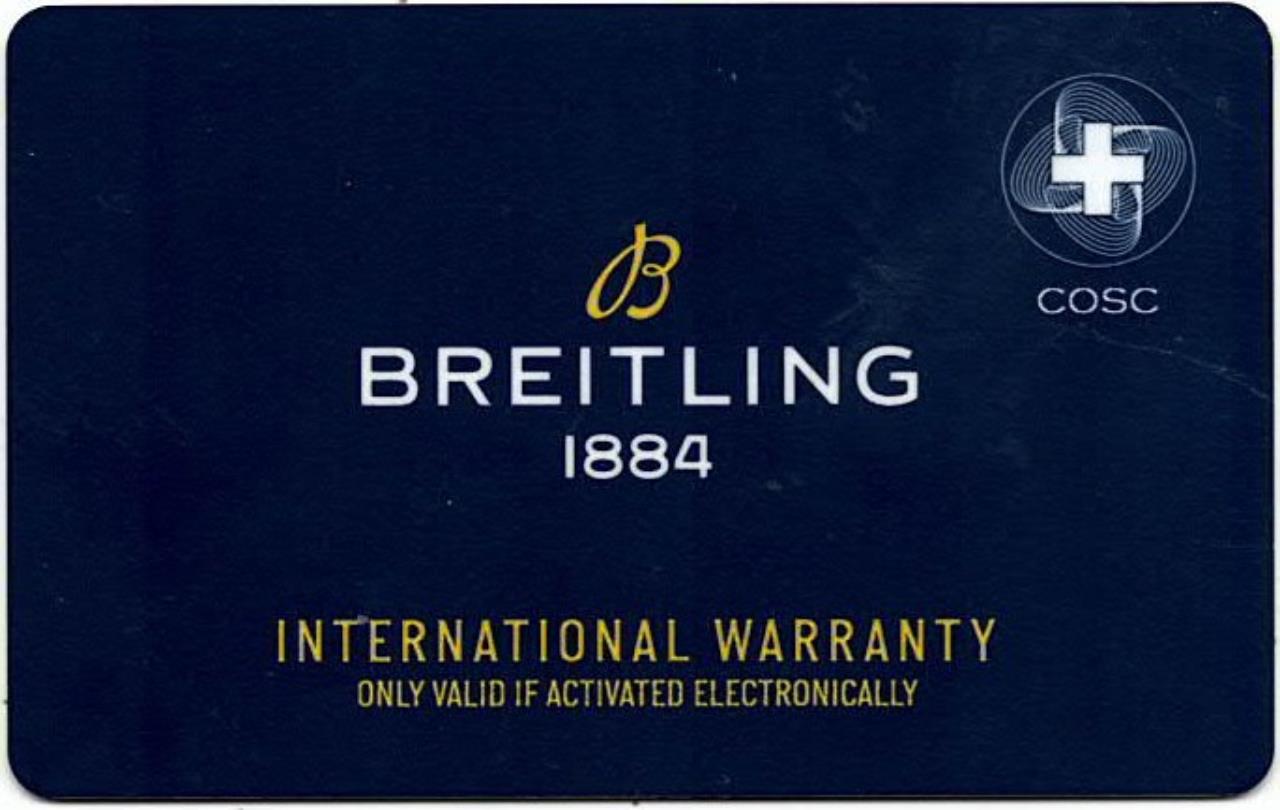 COSC
B
BREITLING
1884
INTERNATIONAL WARRANTY
ONLY VALID IF ACTIVATED ELECTRONICALLY